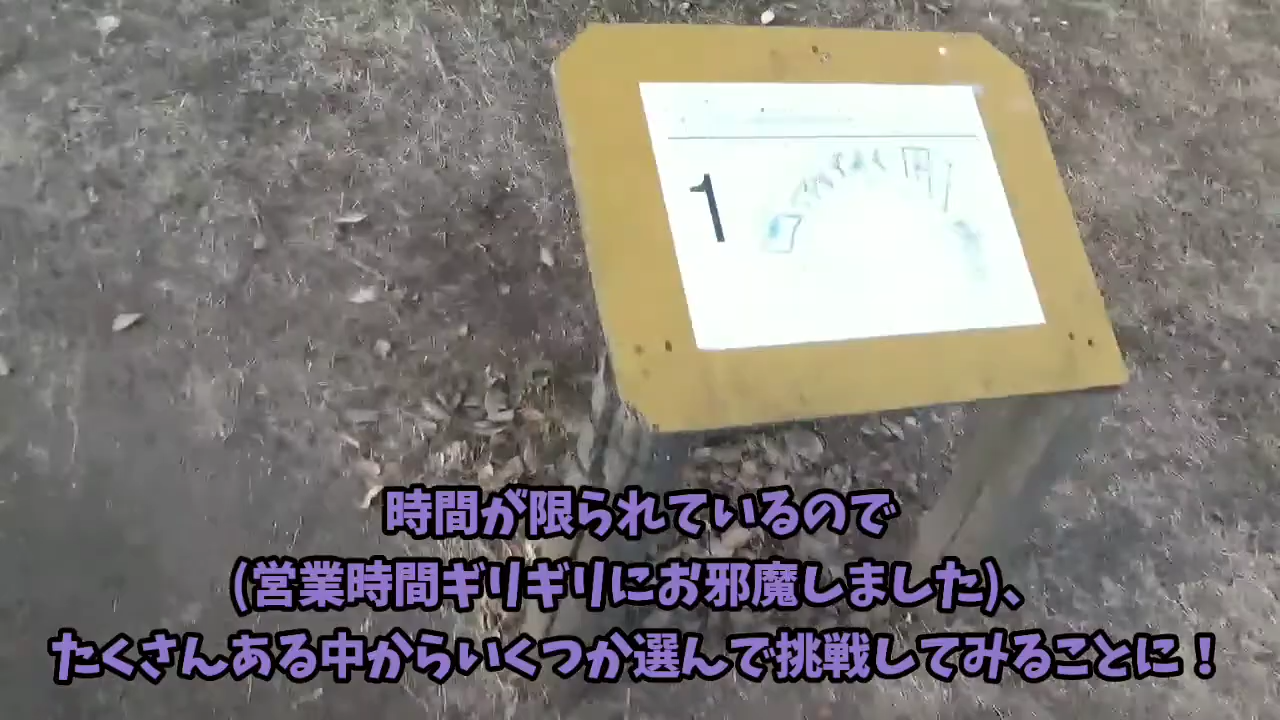 1
時間が限られているので
(営業時間ギリギリにお邪魔しました)、
たくさんある中からいくつか選んで挑戦してみることに！